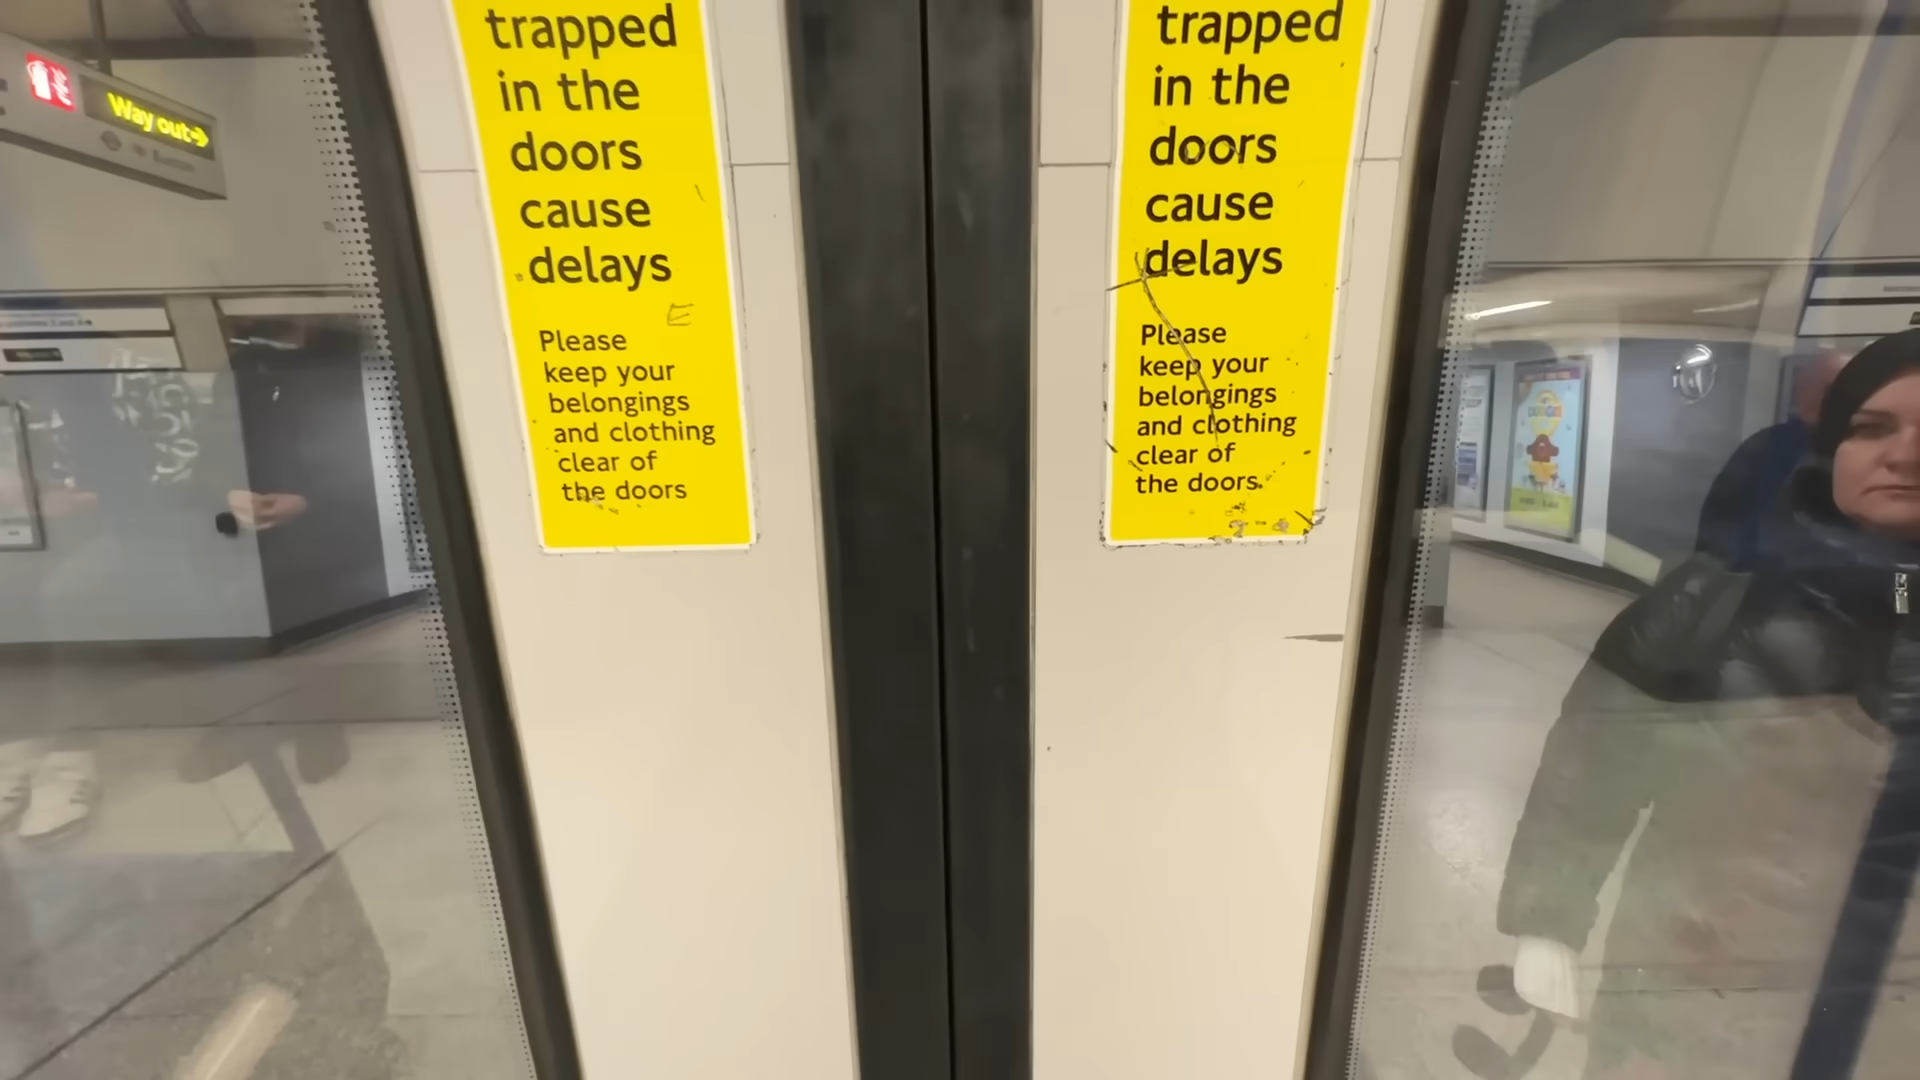 Way out→
trapped
in the
doors
cause
delays
Please
keep your
belongings
and clothing
clear of
the doors
trapped
in the
doors
cause
delays
Please
keep your
belongings
and clothing
clear of
the doors.